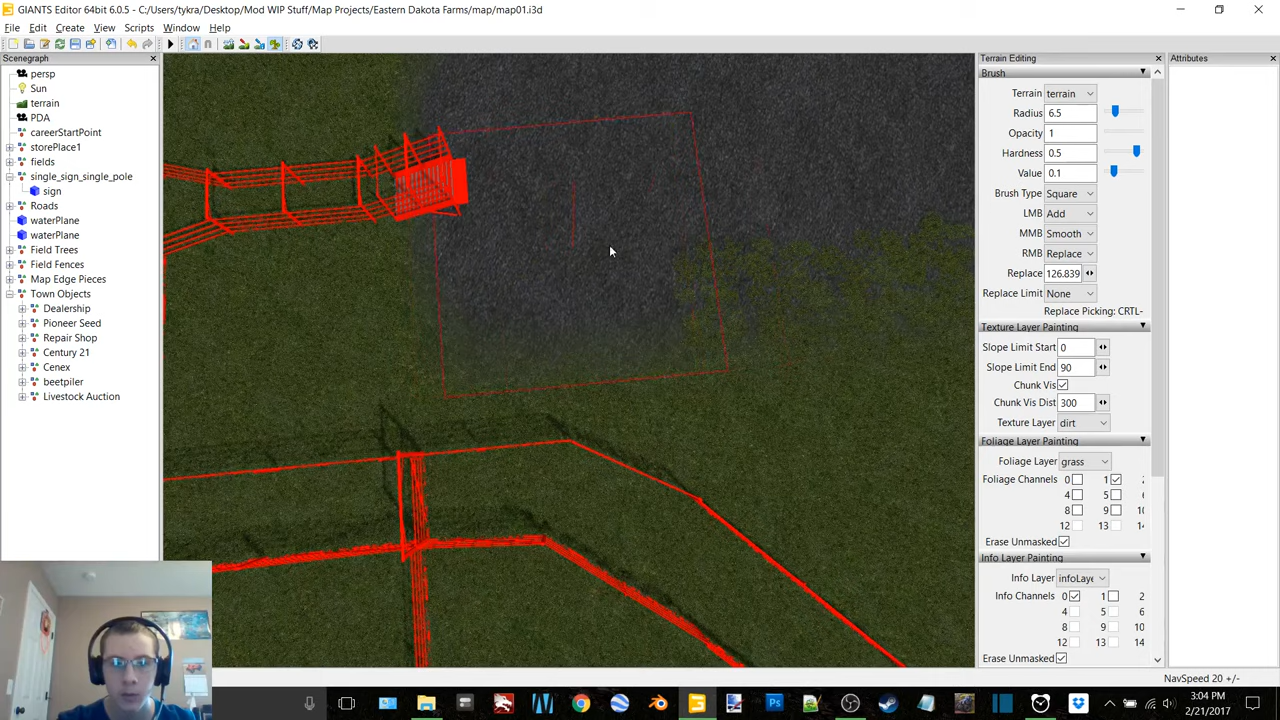 GIANTS Editor 64bit 6.0.5 - C:/Users/tykra/Desktop/Mod WIP Stuff/Map Projects/Eastern Dakota Farms/map/map01.i3d
File Edit Create View Scripts Window Help
Scenegraph
persp
Sun
terrain
PDA
careerStartPoint
storePlace1
fields
single_sign_single_pole
sign
Roads
waterPlane
waterPlane
Field Trees
Field Fences
Map Edge Pieces
Town Objects
Dealership
Pioneer Seed
Repair Shop
Century 21
Cenex
beetpiler
Livestock Auction
Terrain Editing
Brush
Terrain terrain
Radius 6.5
Opacity 1
Hardness 0.5
Value 0.1
Brush Type Square
LMB Add
MMB Smooth
RMB Replace
Replace 126.839
Replace Limit None
Replace Picking: CRTL-
Texture Layer Painting
Slope Limit Start 0
Slope Limit End 90
Chunk Vis
Chunk Vis Dist 300
Texture Layer dirt
Foliage Layer Painting
Foliage Layer grass
Foliage Channels 0 1 2
4 5 6
8 9 10
12 13 14
Erase Unmasked
Info Layer Painting
Info Layer infoLaye
Info Channels 0 1 2
4 5 6
8 9 10
12 13 14
Erase Unmasked
Attributes
NavSpeed 20 +/-
3:04 PM
2/21/2017